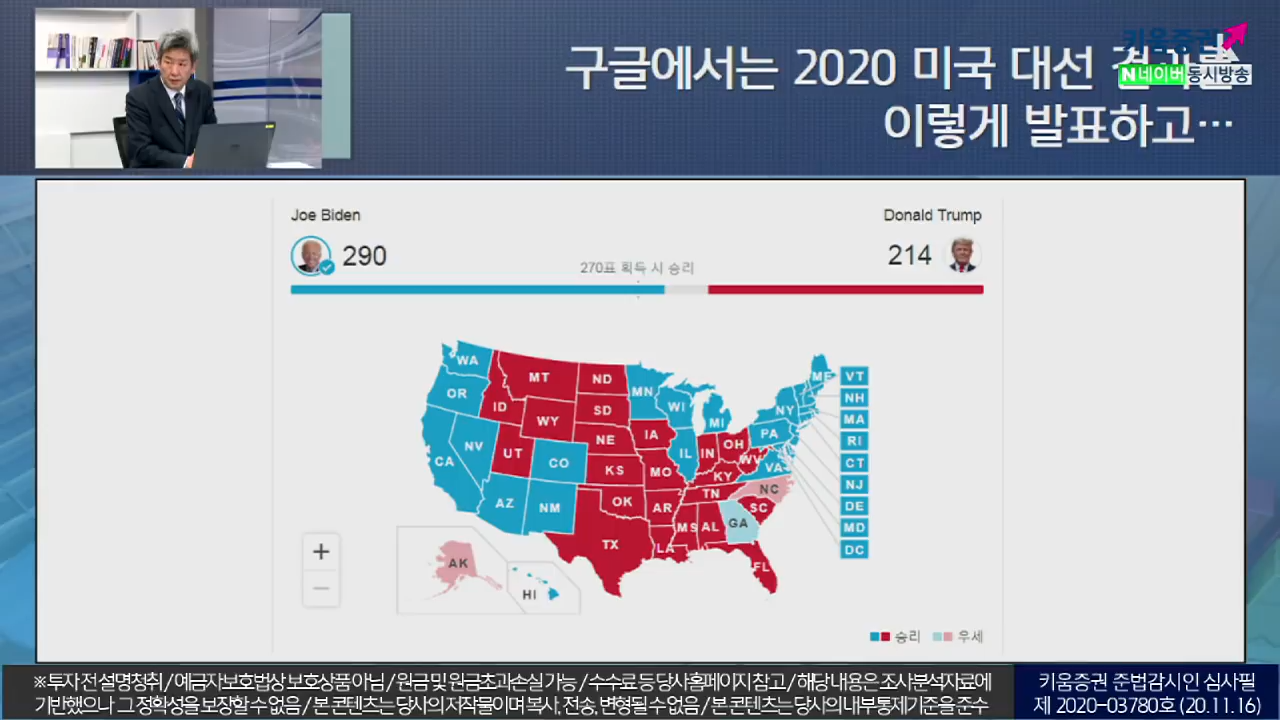 키움증권
N 네이버 동시방송
구글에서는 2020 미국 대선
이렇게 발표하고…
Joe Biden
Donald Trump
290
214
270표 획득 시 승리
WA
MT
ND
MN
ME
VT
OR
ID
SD
WI
NH
WY
MI
NY
MA
NV
NE
IA
PA
RI
UT
CO
IL
IN
OH
CA
KS
MO
WV
VA
CT
KY
NC
NJ
AZ
NM
OK
AR
TN
SC
DE
MS
AL
GA
MD
TX
LA
DC
FL
+
AK
−
HI
승리
우세
※ 투자 전 설명청취 / 예금자보호법상 보호상품 아님 / 원금 및 원금초과손실 가능 / 수수료 등 당사홈페이지 참고 / 해당 내용은 조사분석자료에
기반했으나 그 정확성을 보장할 수 없음 / 본 콘텐츠는 당사의 저작물이며 복사, 전송, 변형될 수 없음 / 본 콘텐츠는 당사의 내부통제기준을 준수
키움증권 준법감시인 심사필
제 2020-03780호 (20.11.16)